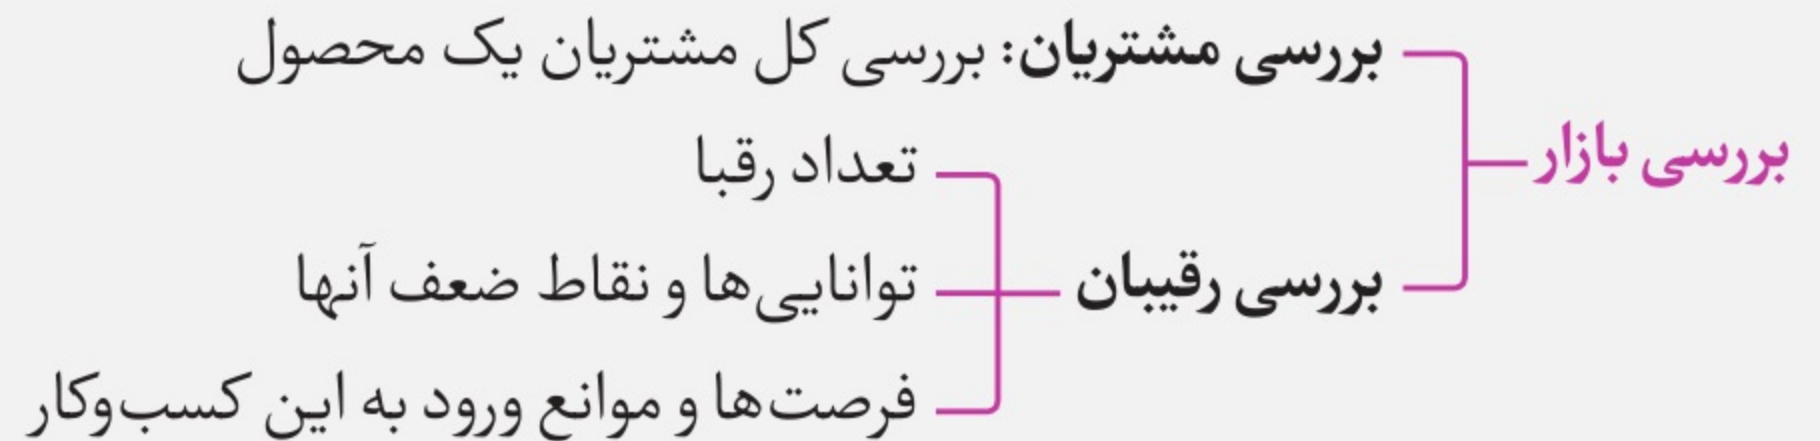 بررسی بازار
بررسی مشتریان: بررسی کل مشتریان یک محصول
بررسی رقیبان
تعداد رقبا
توانایی‌ها و نقاط ضعف آنها
فرصت‌ها و موانع ورود به این کسب‌وکار